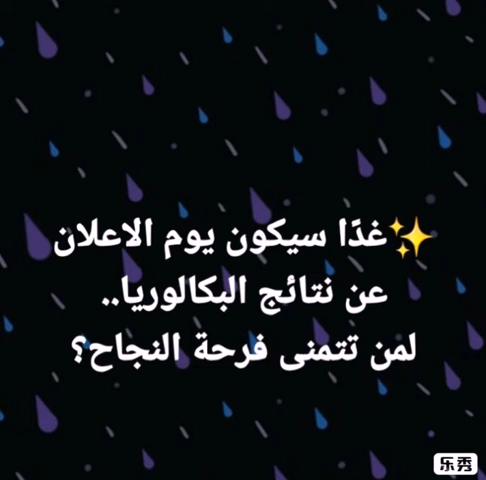 ✨غدًا سيكون يوم الاعلان
عن نتائج البكالوريا..
لمن تتمنى فرحة النجاح؟
乐秀